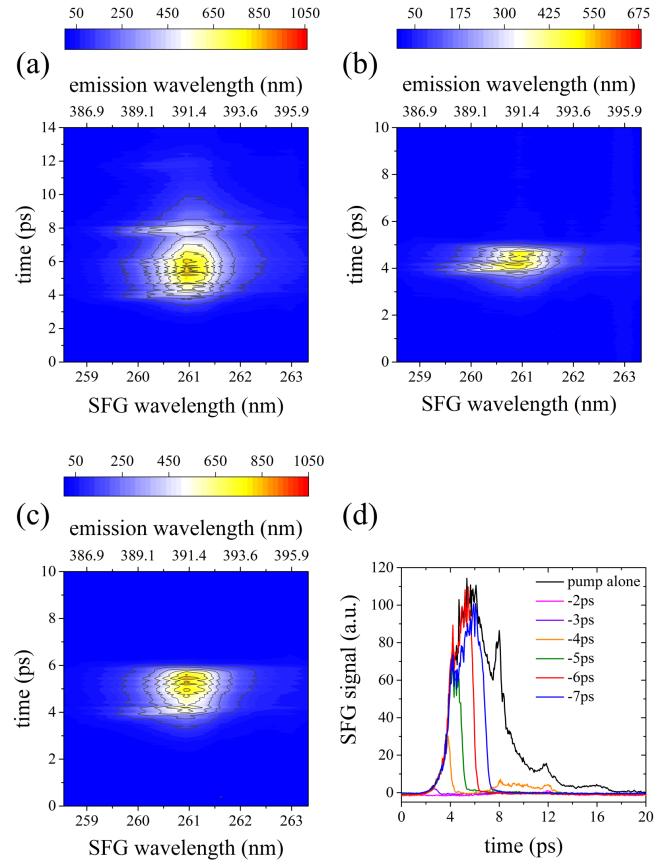 50 250 450 650 850 1050
(a)
emission wavelength (nm)
386.9 389.1 391.4 393.6 395.9
14
12
10
8
6
4
2
0
time (ps)
259 260 261 262 263
SFG wavelength (nm)
50 175 300 425 550 675
(b)
emission wavelength (nm)
386.9 389.1 391.4 393.6 395.9
10
8
6
4
2
0
time (ps)
259 260 261 262 263
SFG wavelength (nm)
50 250 450 650 850 1050
(c)
emission wavelength (nm)
386.9 389.1 391.4 393.6 395.9
10
8
6
4
2
0
time (ps)
259 260 261 262 263
SFG wavelength (nm)
(d)
120
100
80
60
40
20
0
SFG signal (a.u.)
pump alone
-2ps
-3ps
-4ps
-5ps
-6ps
-7ps
0 4 8 12 16 20
time (ps)